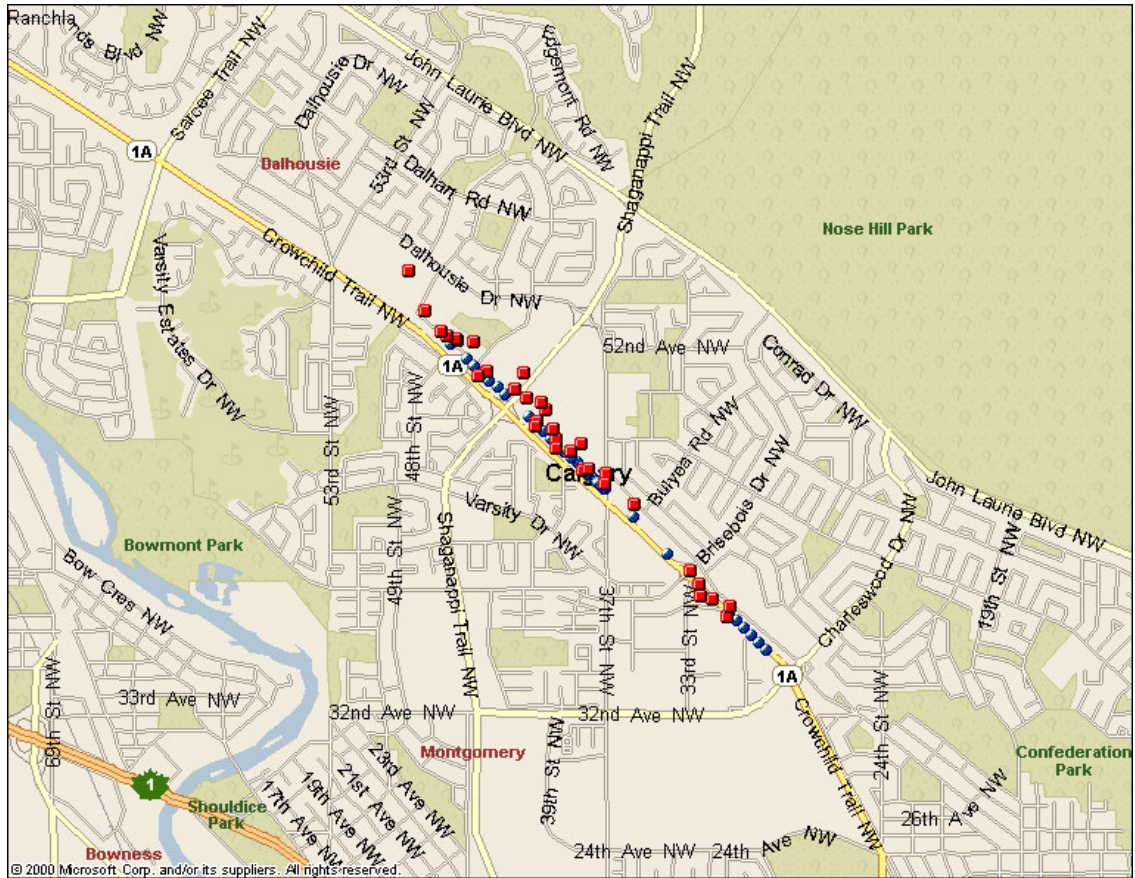 Ranchla
nds Blvd NW
Sarcee Trail NW
Dalhousie Dr NW
53rd St NW
John Laurie Blvd NW
Edgemont Rd NW
Shaganappi Trail NW
1A
Dalhousie
Dalhart Rd NW
Nose Hill Park
Varsity Estates Dr NW
Crowchild Trail NW
Dalhousie Dr NW
52nd Ave NW
Conrad Dr NW
1A
48th St NW
53rd St NW
Calgary
Bulyea Rd NW
Brisebois Dr NW
John Laurie Blvd NW
Varsity Dr NW
Shaganappi Trail NW
49th St NW
Bowmont Park
Bow Cres NW
37th St NW
33rd St NW
Charleswood Dr NW
19th St NW
1A
69th St NW
33rd Ave NW
32nd Ave NW
32nd Ave NW
24th St NW
Crowchild Trail NW
Montgomery
39th St NW
Confederation
Park
1
23rd Ave NW
21st Ave NW
19th Ave NW
17th Ave NW
Shouldice
Park
26th Ave NW
24th Ave NW
24th Ave NW
Bowness
© 2000 Microsoft Corp. and/or its suppliers. All rights reserved.